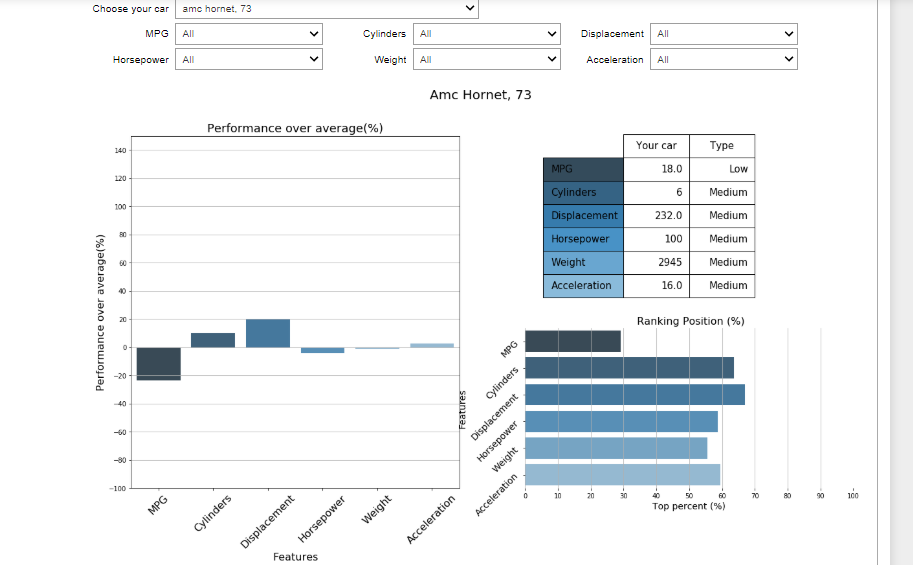 Choose your car amc hornet, 73
MPG All Cylinders All Displacement All
Horsepower All Weight All Acceleration All
Amc Hornet, 73
Performance over average(%)
Performance over average(%)
140
120
100
80
60
40
20
0
−20
−40
−60
−80
−100
MPG
Cylinders
Displacement
Horsepower
Weight
Acceleration
Features
Your car Type
MPG 18.0 Low
Cylinders 6 Medium
Displacement 232.0 Medium
Horsepower 100 Medium
Weight 2945 Medium
Acceleration 16.0 Medium
Ranking Position (%)
Features
MPG
Cylinders
Displacement
Horsepower
Weight
Acceleration
0 10 20 30 40 50 60 70 80 90 100
Top percent (%)